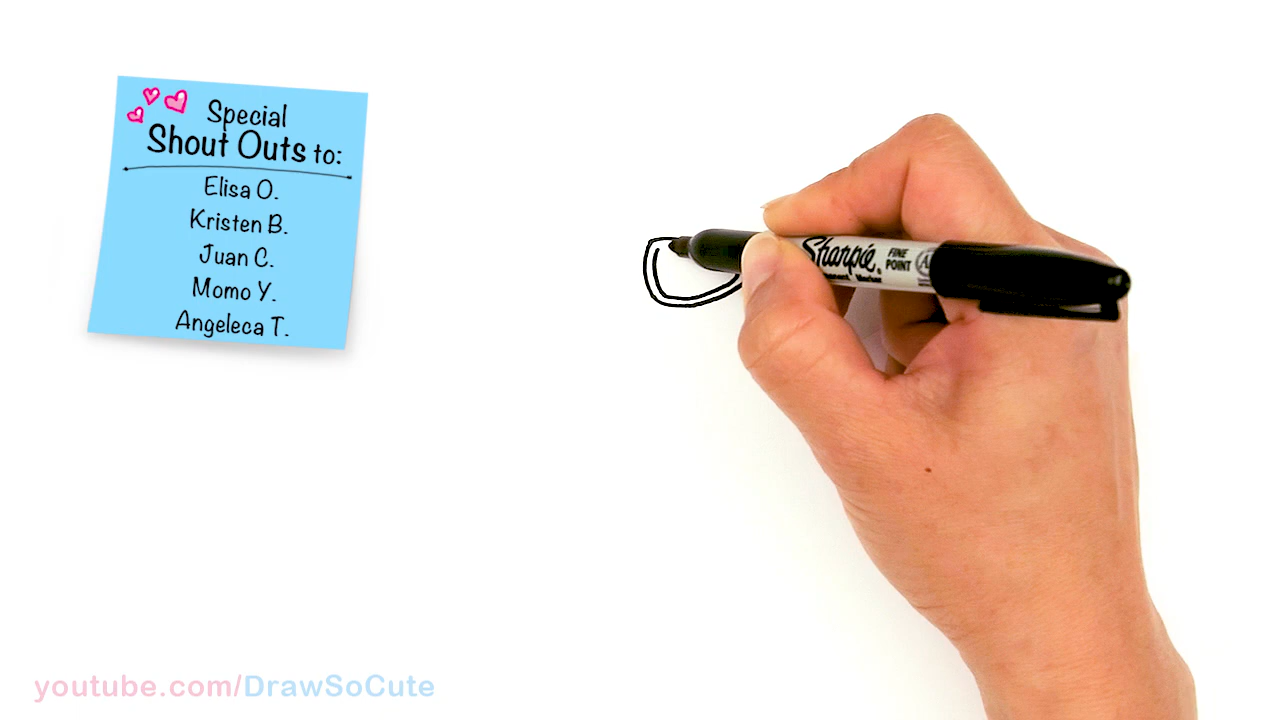 Special
Shout Outs to:
Elisa O.
Kristen B.
Juan C.
Momo Y.
Angeleca T.
Sharpie
FINE
POINT
youtube.com/DrawSoCute